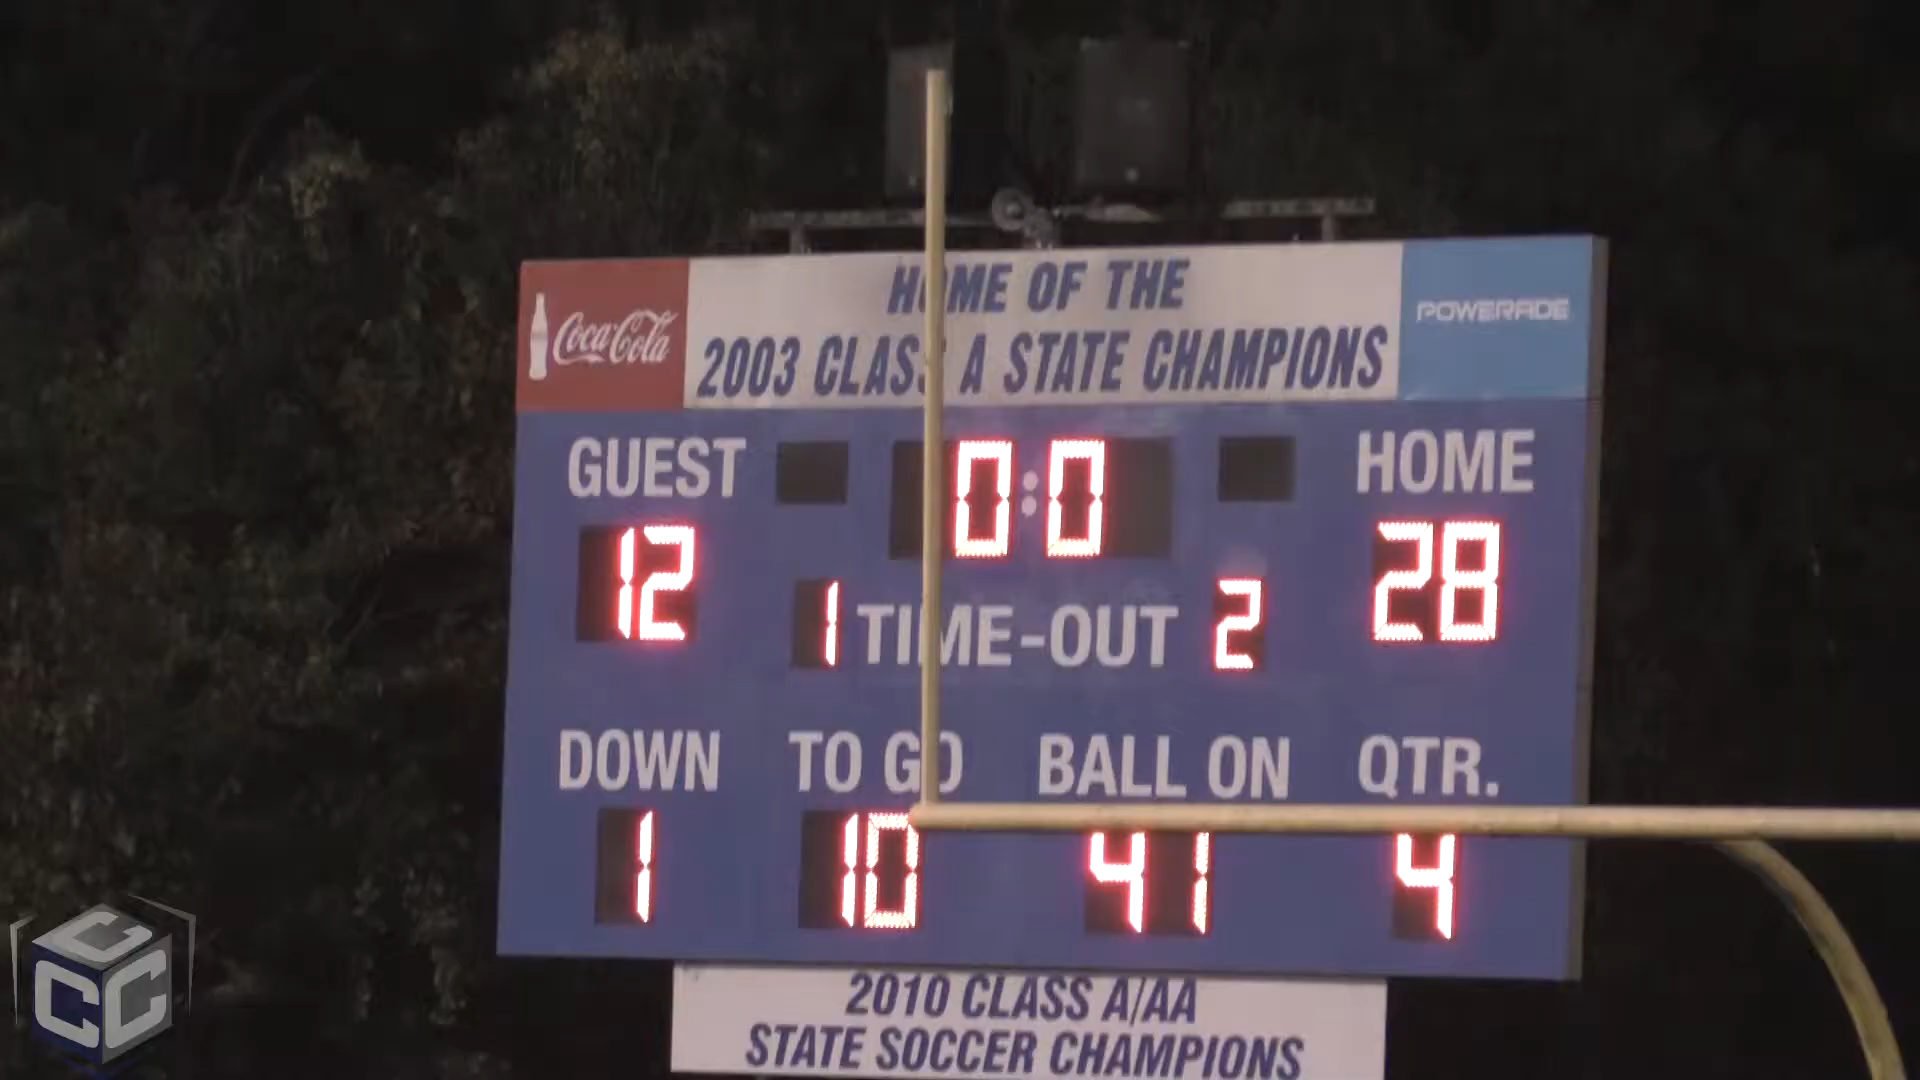 HOME OF THE
2003 CLASS A STATE CHAMPIONS
Coca-Cola
POWERADE
GUEST 0:0 HOME
12 28
1 TIME-OUT 2
DOWN TO GO BALL ON QTR.
1 10 41 4
2010 CLASS A/AA
STATE SOCCER CHAMPIONS
CCC